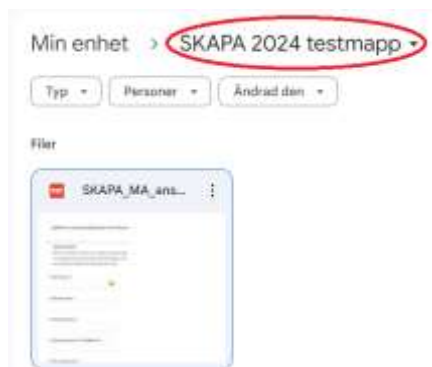 Min enhet > SKAPA 2024 testmapp
Typ Personer Ändrad den
Filer
SKAPA_MA_ans...